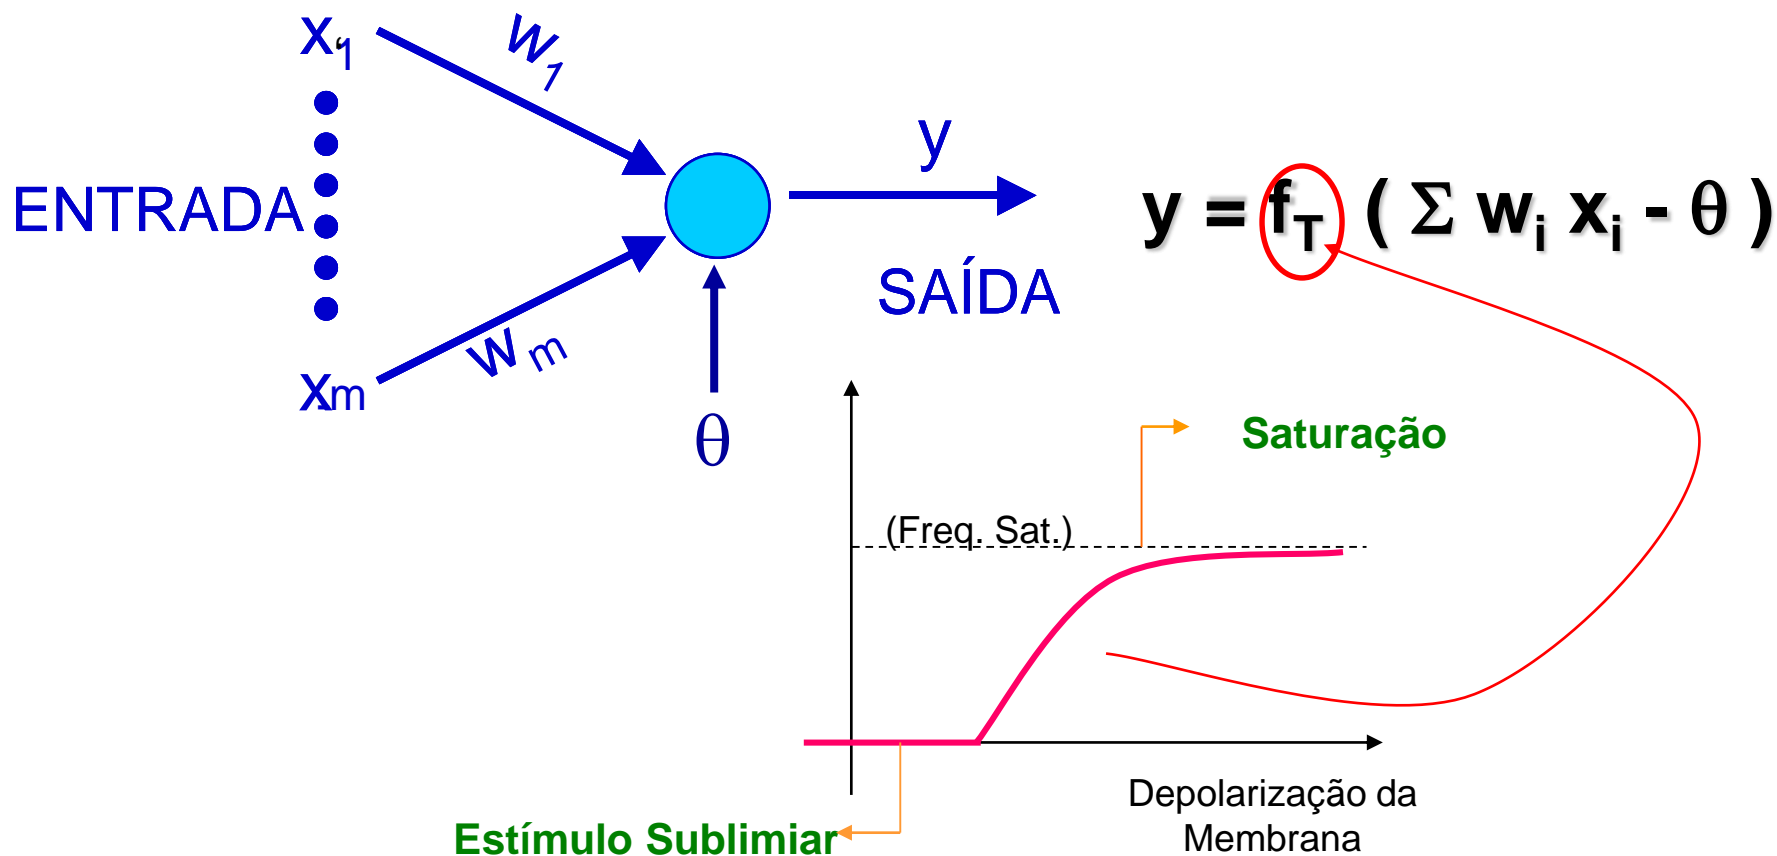 x1
w1
y
ENTRADA
y = fT ( Σ wi xi - θ )
SAÍDA
wm
xm
θ
Saturação
(Freq. Sat.)
Depolarização da
Membrana
Estímulo Sublimiar